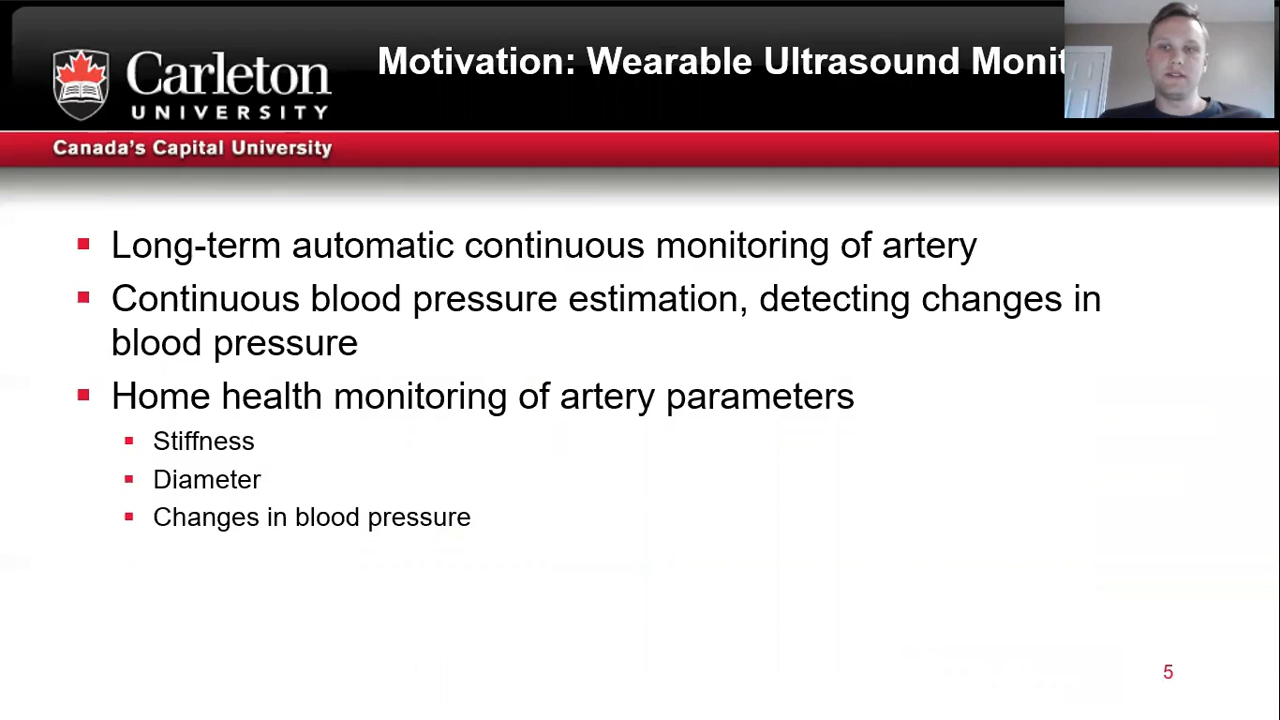 Carleton
UNIVERSITY
Canada's Capital University
Motivation: Wearable Ultrasound
Long-term automatic continuous monitoring of artery
Continuous blood pressure estimation, detecting changes in
blood pressure
Home health monitoring of artery parameters
Stiffness
Diameter
Changes in blood pressure
5